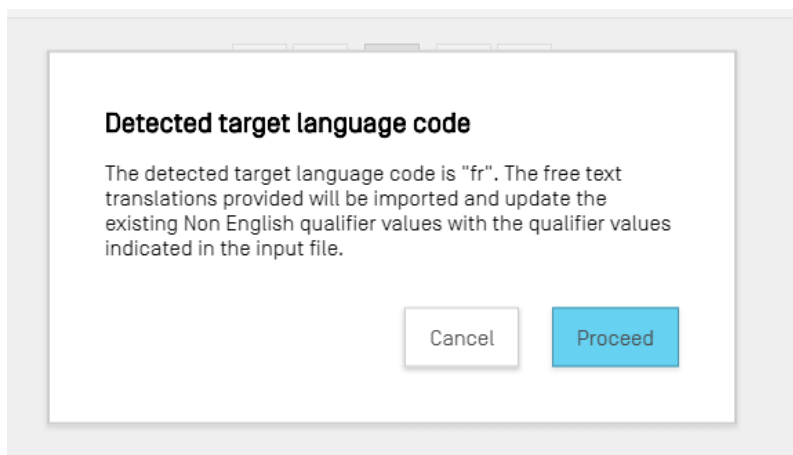 Detected target language code
The detected target language code is "fr". The free text
translations provided will be imported and update the
existing Non English qualifier values with the qualifier values
indicated in the input file.
Cancel
Proceed